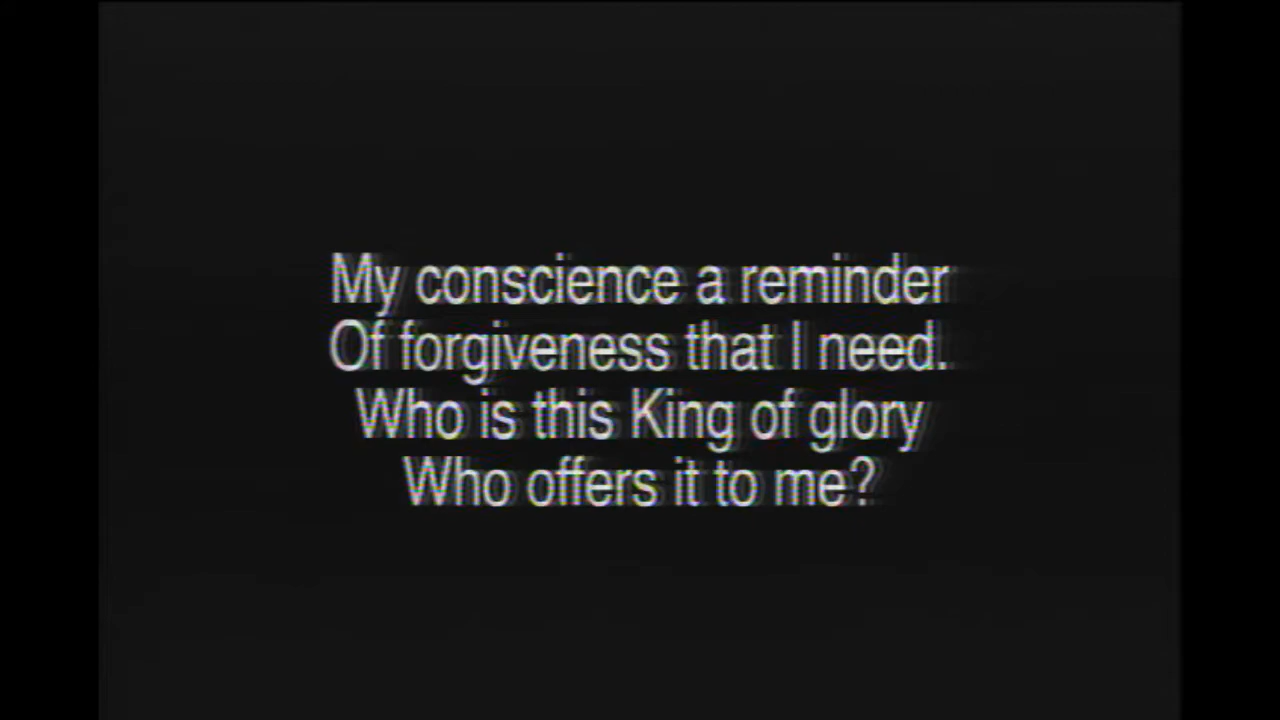 My conscience a reminder
Of forgiveness that I need.
Who is this King of glory
Who offers it to me?